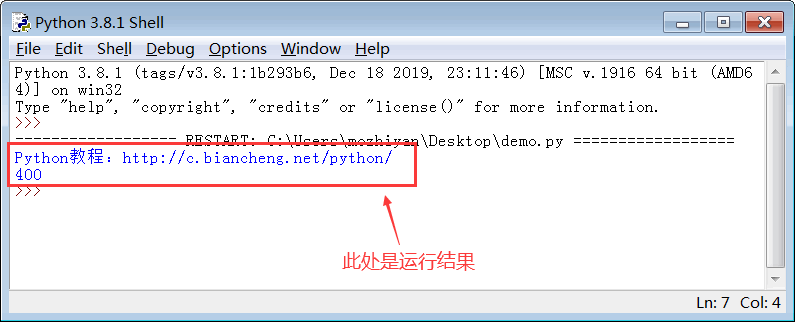 Python 3.8.1 Shell
File Edit Shell Debug Options Window Help
Python 3.8.1 (tags/v3.8.1:1b293b6, Dec 18 2019, 23:11:46) [MSC v.1916 64 bit (AMD6
4)] on win32
Type "help", "copyright", "credits" or "license()" for more information.
>>>
================= RESTART: C:\Users\mozhiyan\Desktop\demo.py =================
Python教程：http://c.biancheng.net/python/
400
>>>
此处是运行结果
Ln: 7 Col: 4